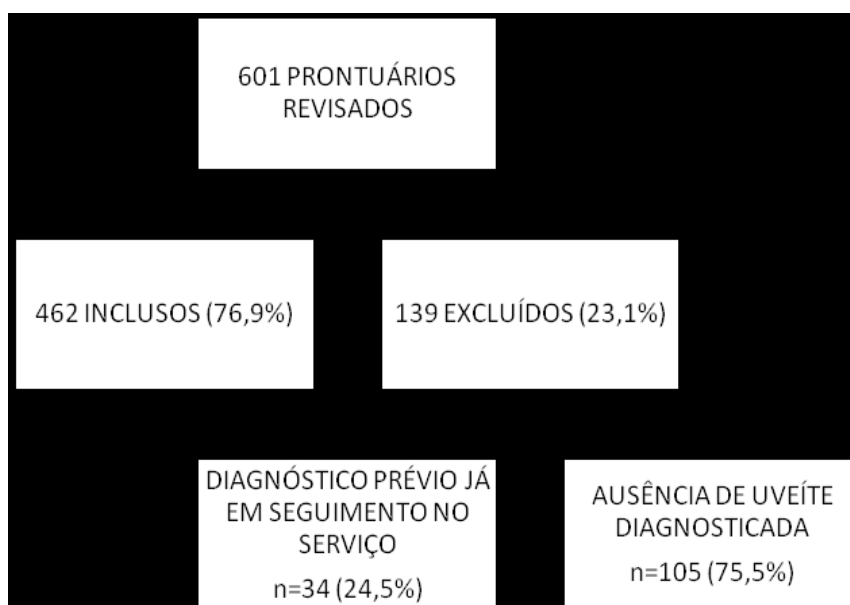 601 PRONTUÁRIOS
REVISADOS
462 INCLUSOS (76,9%)
139 EXCLUÍDOS (23,1%)
DIAGNÓSTICO PRÉVIO JÁ
EM SEGUIMENTO NO
SERVIÇO
n=34 (24,5%)
AUSÊNCIA DE UVEÍTE
DIAGNOSTICADA
n=105 (75,5%)